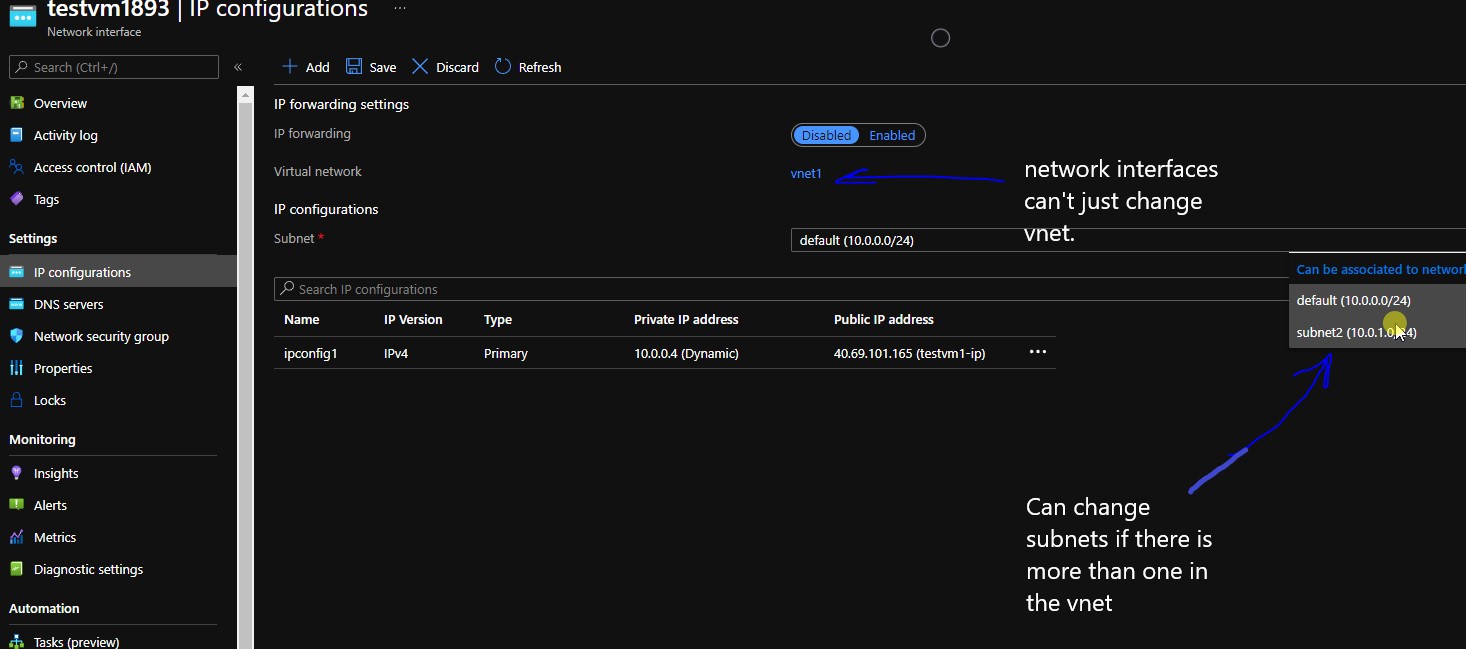 testvm1893 | IP configurations ...
Network interface
Search (Ctrl+/)
«
Overview
Activity log
Access control (IAM)
Tags
Settings
IP configurations
DNS servers
Network security group
Properties
Locks
Monitoring
Insights
Alerts
Metrics
Diagnostic settings
Automation
Tasks (preview)
Add Save Discard Refresh
IP forwarding settings
IP forwarding Disabled Enabled
Virtual network vnet1
IP configurations
Subnet * default (10.0.0.0/24)
Search IP configurations
Name IP Version Type Private IP address Public IP address
ipconfig1 IPv4 Primary 10.0.0.4 (Dynamic) 40.69.101.165 (testvm1-ip) ...
network interfaces
can't just change
vnet.
Can be associated to networ
default (10.0.0.0/24)
subnet2 (10.0.1.0/24)
Can change
subnets if there is
more than one in
the vnet